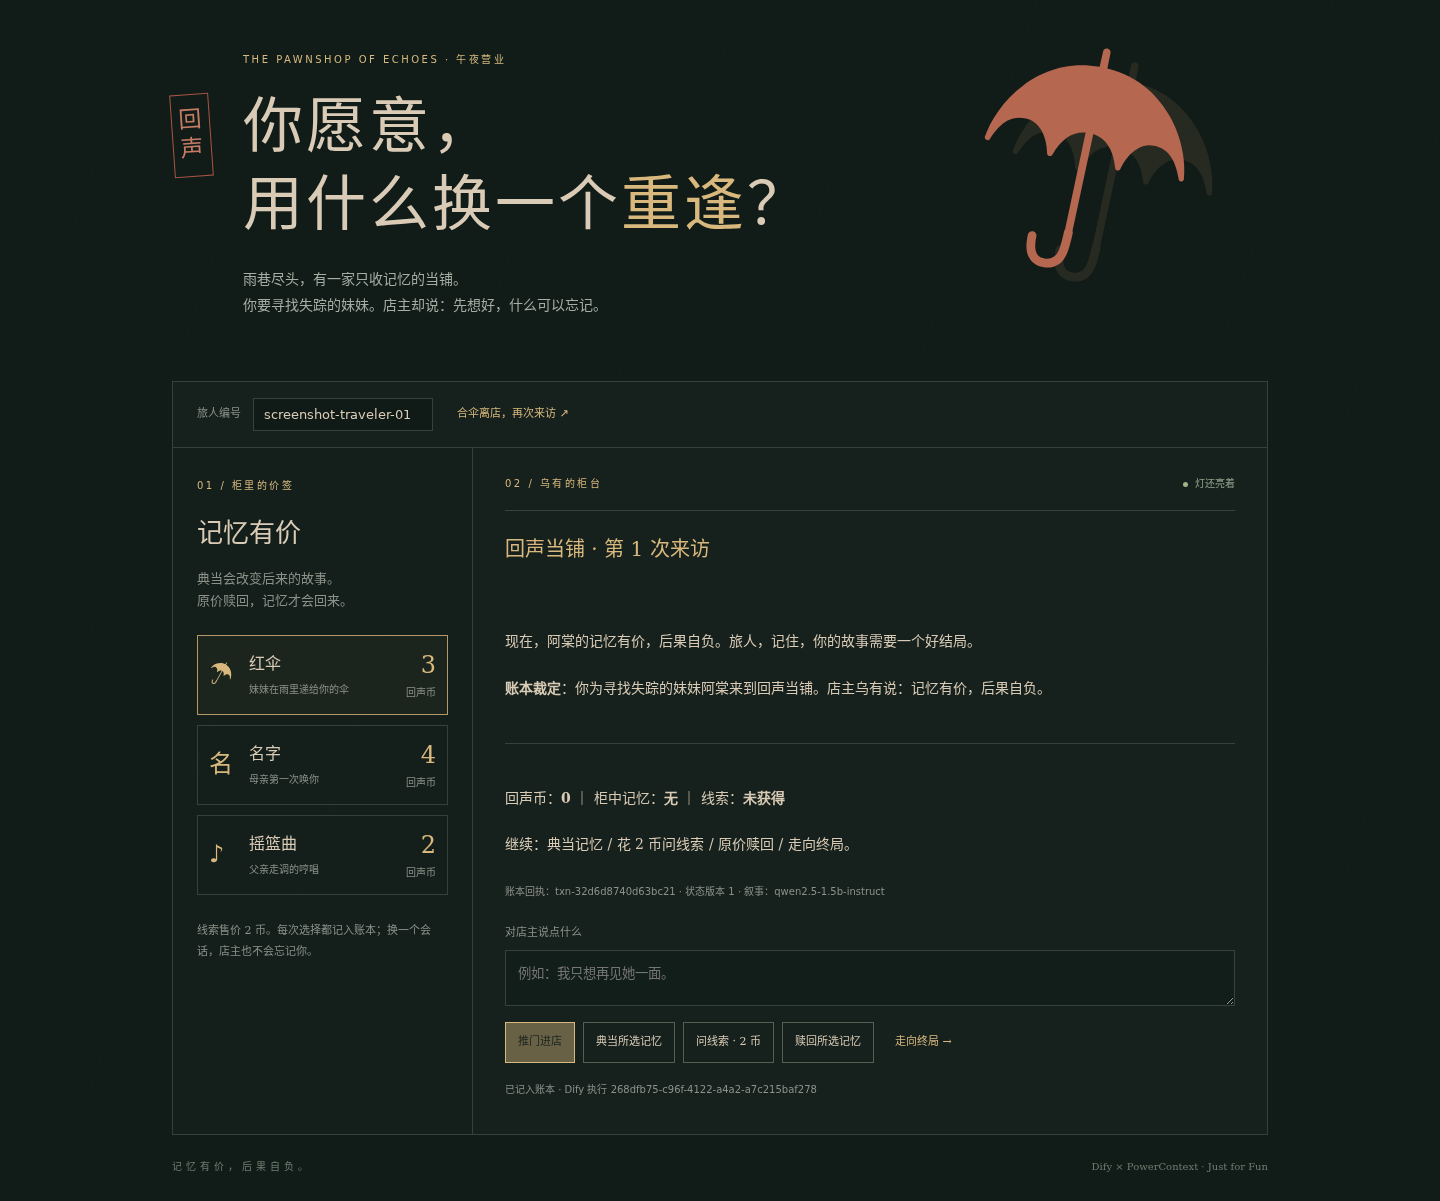 THE PAWNSHOP OF ECHOES · 午夜营业
回声
你愿意，
用什么换一个重逢？
雨巷尽头，有一家只收记忆的当铺。
你要寻找失踪的妹妹。店主却说：先想好，什么可以忘记。
旅人编号 screenshot-traveler-01 合伞离店，再次来访 ↗
01 / 柜里的价签
记忆有价
典当会改变后来的故事。
原价赎回，记忆才会回来。
红伞 3
妹妹在雨里递给你的伞 回声币
名 名字 4
母亲第一次唤你 回声币
♪ 摇篮曲 2
父亲走调的哼唱 回声币
线索售价 2 币。每次选择都记入账本；换一个会
话，店主也不会忘记你。
02 / 乌有的柜台 灯还亮着
回声当铺 · 第 1 次来访
现在，阿棠的记忆有价，后果自负。旅人，记住，你的故事需要一个好结局。
账本裁定：你为寻找失踪的妹妹阿棠来到回声当铺。店主乌有说：记忆有价，后果自负。
回声币：0 ｜ 柜中记忆：无 ｜ 线索：未获得
继续：典当记忆 / 花 2 币问线索 / 原价赎回 / 走向终局。
账本回执：txn-32d6d8740d63bc21 · 状态版本 1 · 叙事：qwen2.5-1.5b-instruct
对店主说点什么
例如：我只想再见她一面。
推门进店 典当所选记忆 问线索 · 2 币 赎回所选记忆 走向终局 →
已记入账本 · Dify 执行 268dfb75-c96f-4122-a4a2-a7c215baf278
记忆有价，后果自负。
Dify × PowerContext · Just for Fun